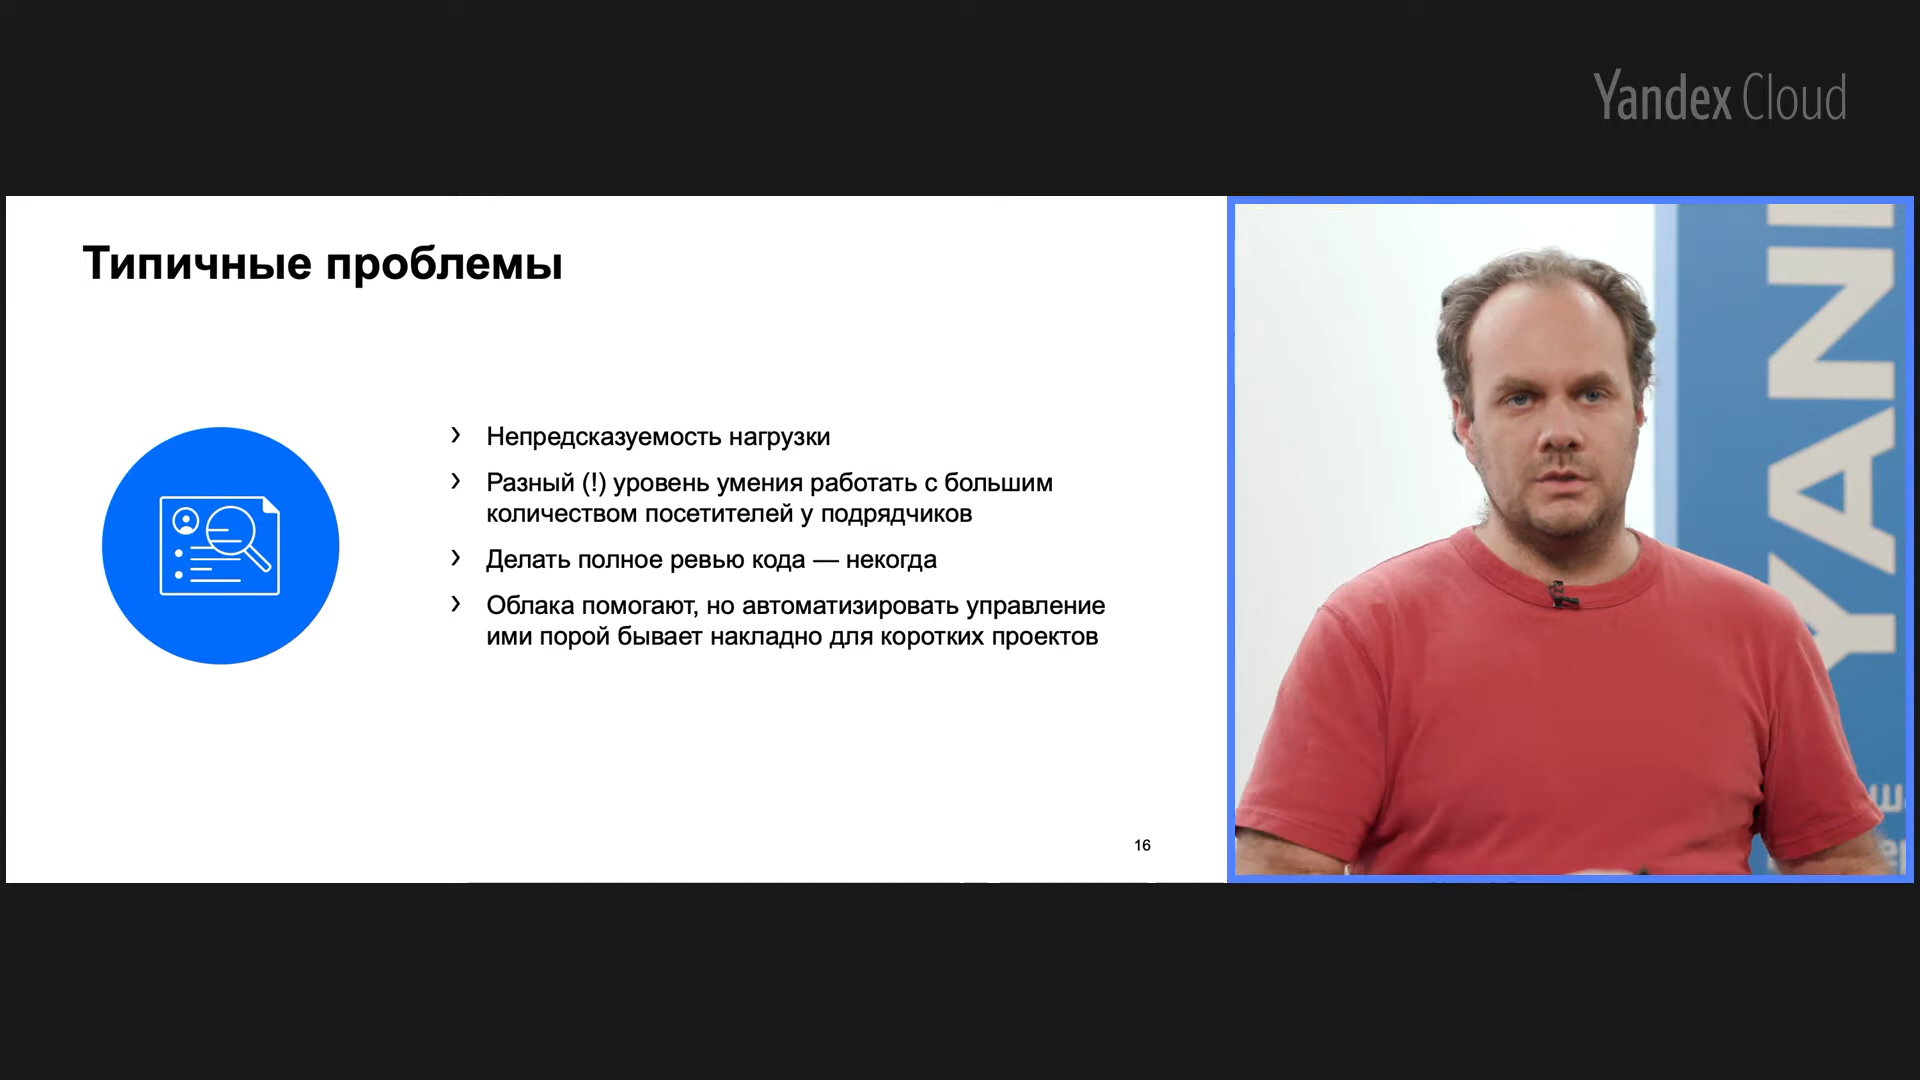 Yandex Cloud
Типичные проблемы
› Непредсказуемость нагрузки
› Разный (!) уровень умения работать с большим
количеством посетителей у подрядчиков
› Делать полное ревью кода — некогда
› Облака помогают, но автоматизировать управление
ими порой бывает накладно для коротких проектов
16
YAN